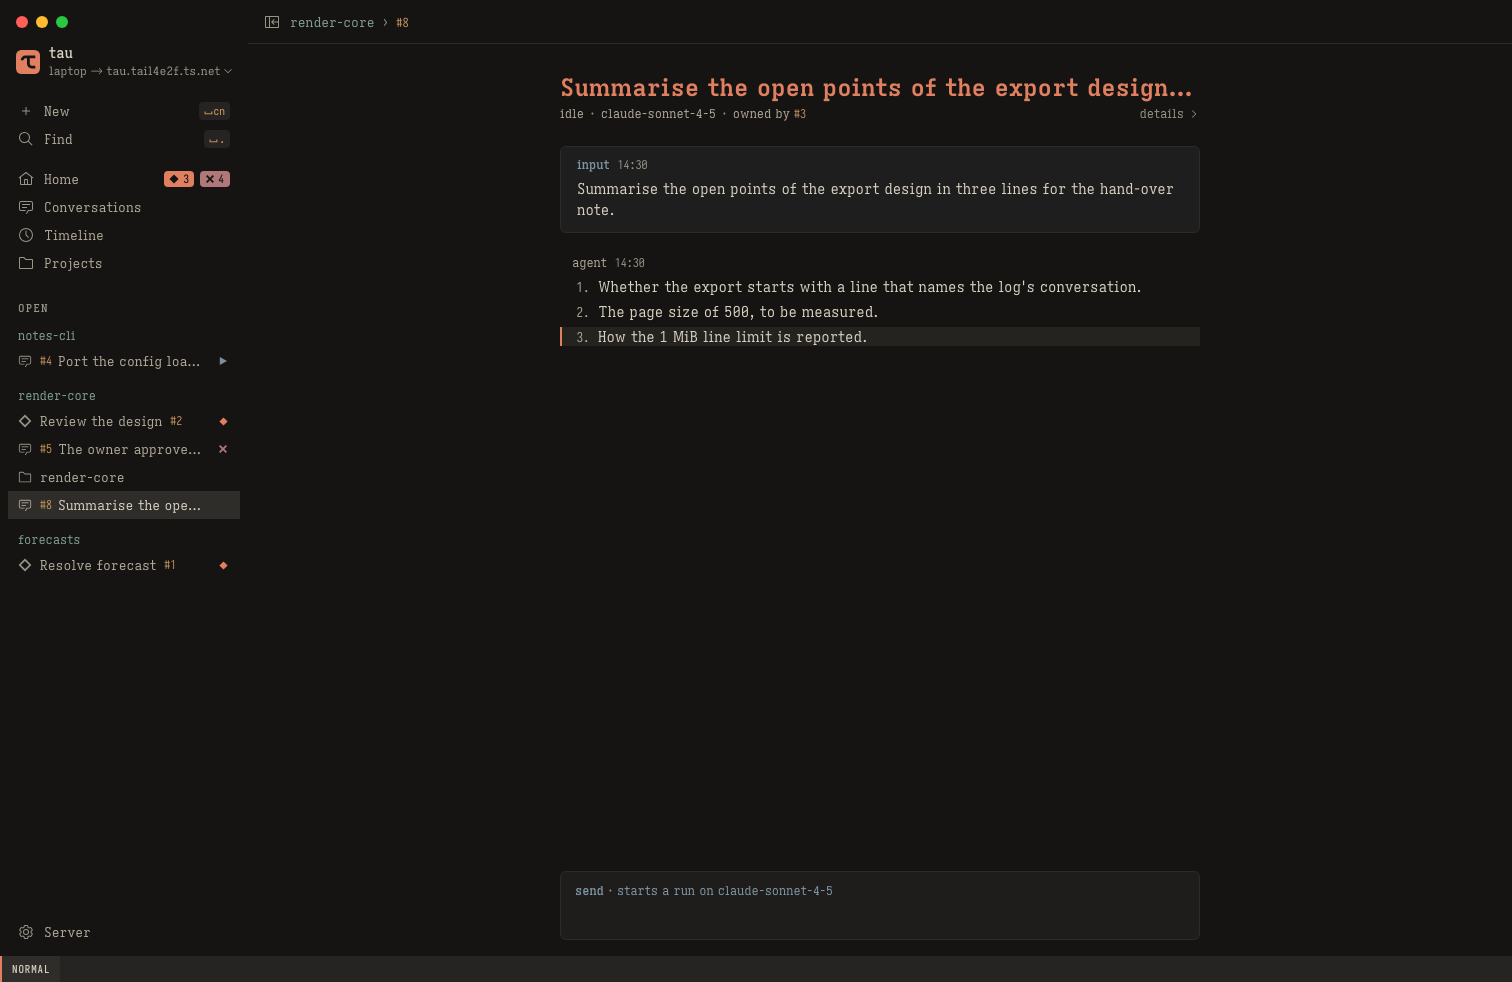 tau
laptop → tau.tail4e2f.ts.net
New ⎵cn
Find ⎵.
Home ◆ 3 ✕ 4
Conversations
Timeline
Projects
OPEN
notes-cli
#4 Port the config loa...
render-core
Review the design #2
#5 The owner approve...
render-core
#8 Summarise the ope...
forecasts
Resolve forecast #1
Server
NORMAL
render-core › #8
Summarise the open points of the export design...
idle · claude-sonnet-4-5 · owned by #3
details >
input 14:30
Summarise the open points of the export design in three lines for the hand-over
note.
agent 14:30
1. Whether the export starts with a line that names the log's conversation.
2. The page size of 500, to be measured.
3. How the 1 MiB line limit is reported.
send · starts a run on claude-sonnet-4-5